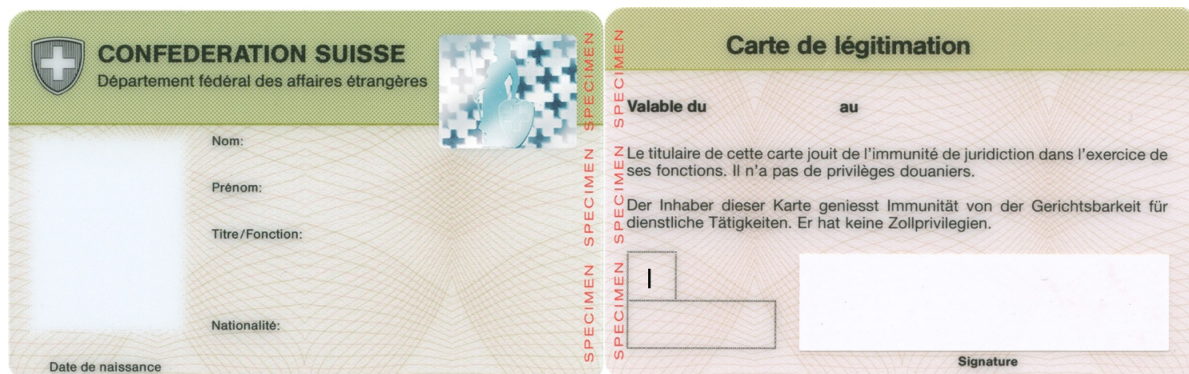 CONFEDERATION SUISSE
Département fédéral des affaires étrangères
Nom:
Prénom:
Titre/Fonction:
Nationalité:
Date de naissance
SPECIMEN SPECIMEN SPECIMEN
Carte de légitimation
SPECIMEN SPECIMEN SPECIMEN
Valable du au
Le titulaire de cette carte jouit de l'immunité de juridiction dans l'exercice de
ses fonctions. Il n'a pas de privilèges douaniers.
Der Inhaber dieser Karte geniesst Immunität von der Gerichtsbarkeit für
dienstliche Tätigkeiten. Er hat keine Zollprivilegien.
I
Signature